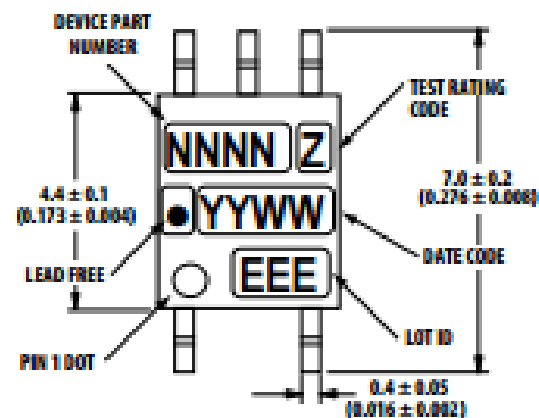 DEVICE PART
NUMBER
TEST RATING
CODE
NNNN Z
7.0 ± 0.2
(0.276 ± 0.008)
4.4 ± 0.1
(0.173 ± 0.004)
YYWW
DATE CODE
LEAD FREE
EEE
LOT ID
PIN 1 DOT
0.4 ± 0.05
(0.016 ± 0.002)